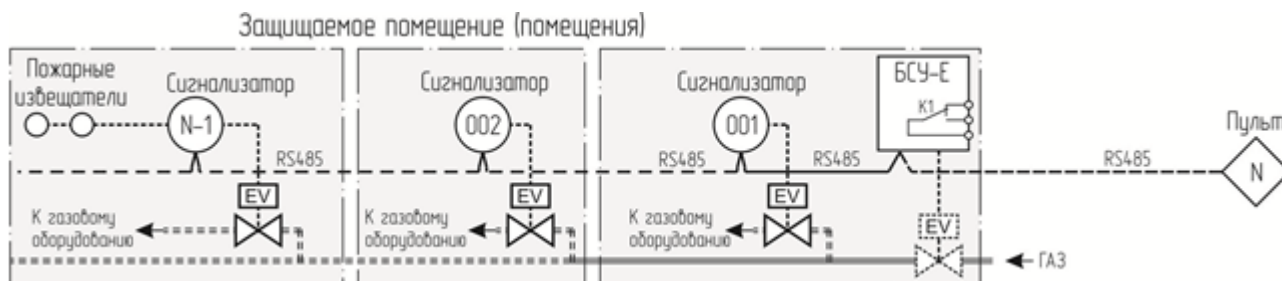 Защищаемое помещение (помещения)
Пожарные
извещатели
Сигнализатор
N-1
RS485
EV
К газовому
оборудованию
Сигнализатор
002
EV
К газовому
оборудованию
Сигнализатор
001
RS485
RS485
EV
К газовому
оборудованию
БСУ-Е
К1
EV
ГАЗ
RS485
Пульт
N